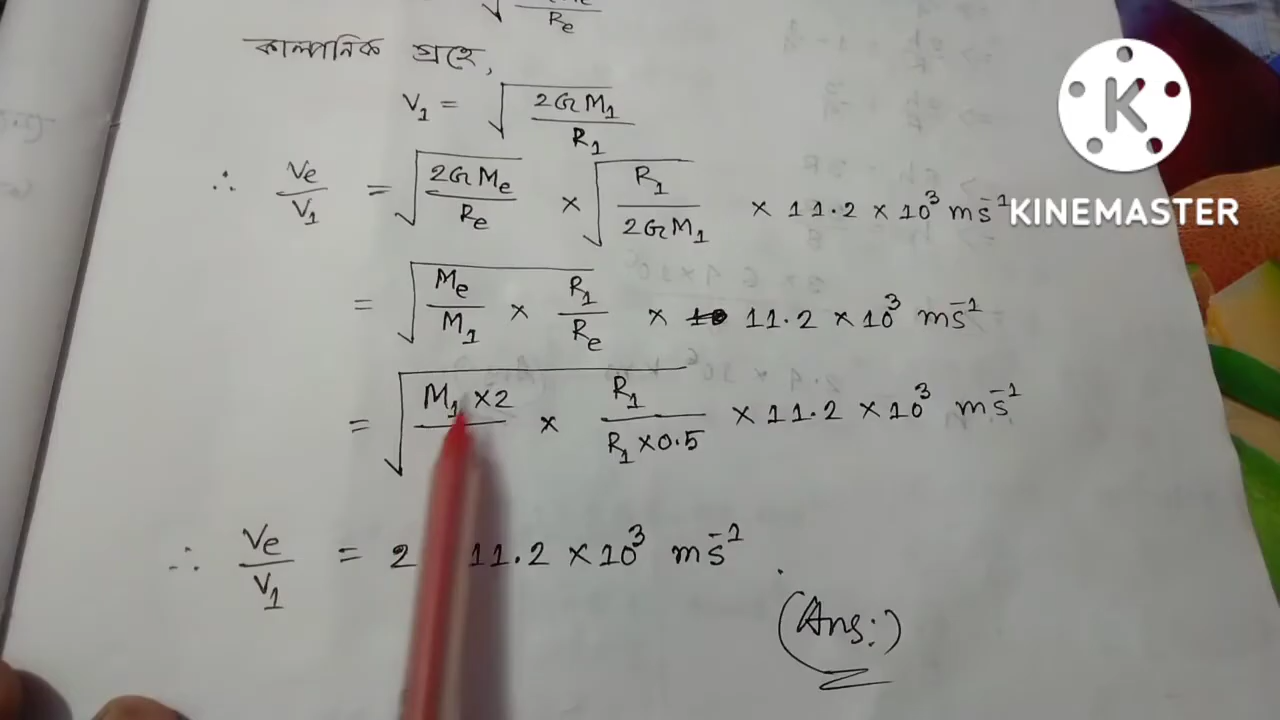 Re
কাল্পনিক গ্রহে,
V₁ = √(2GM₁/R₁)
∴ Ve/V₁ = √(2GMe/Re) × √(R₁/2GM₁) × 11.2 × 10³ ms⁻¹
= √(Me/M₁ × R₁/Re) × 11.2 × 10³ ms⁻¹
= √(M₁ × 2/ × R₁/R₁ × 0.5) × 11.2 × 10³ ms⁻¹
∴ Ve/V₁ = 2 11.2 × 10³ ms⁻¹.
(Ans:)
K
KINEMASTER